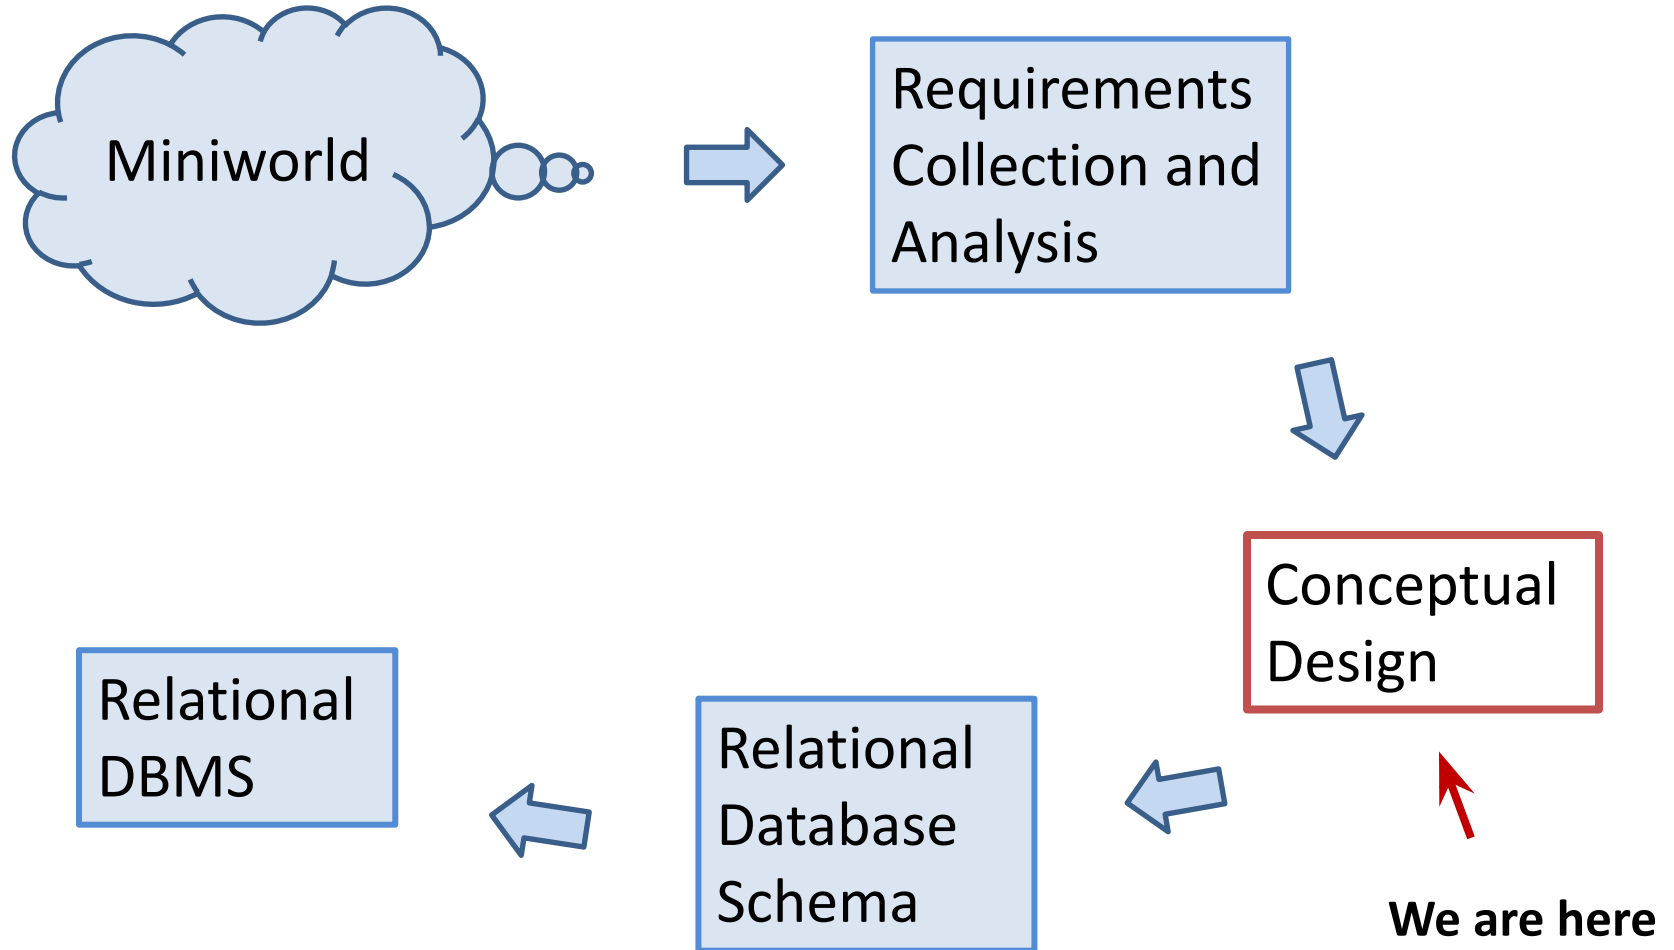 Miniworld
Requirements
Collection and
Analysis
Conceptual
Design
Relational
Database
Schema
Relational
DBMS
We are here